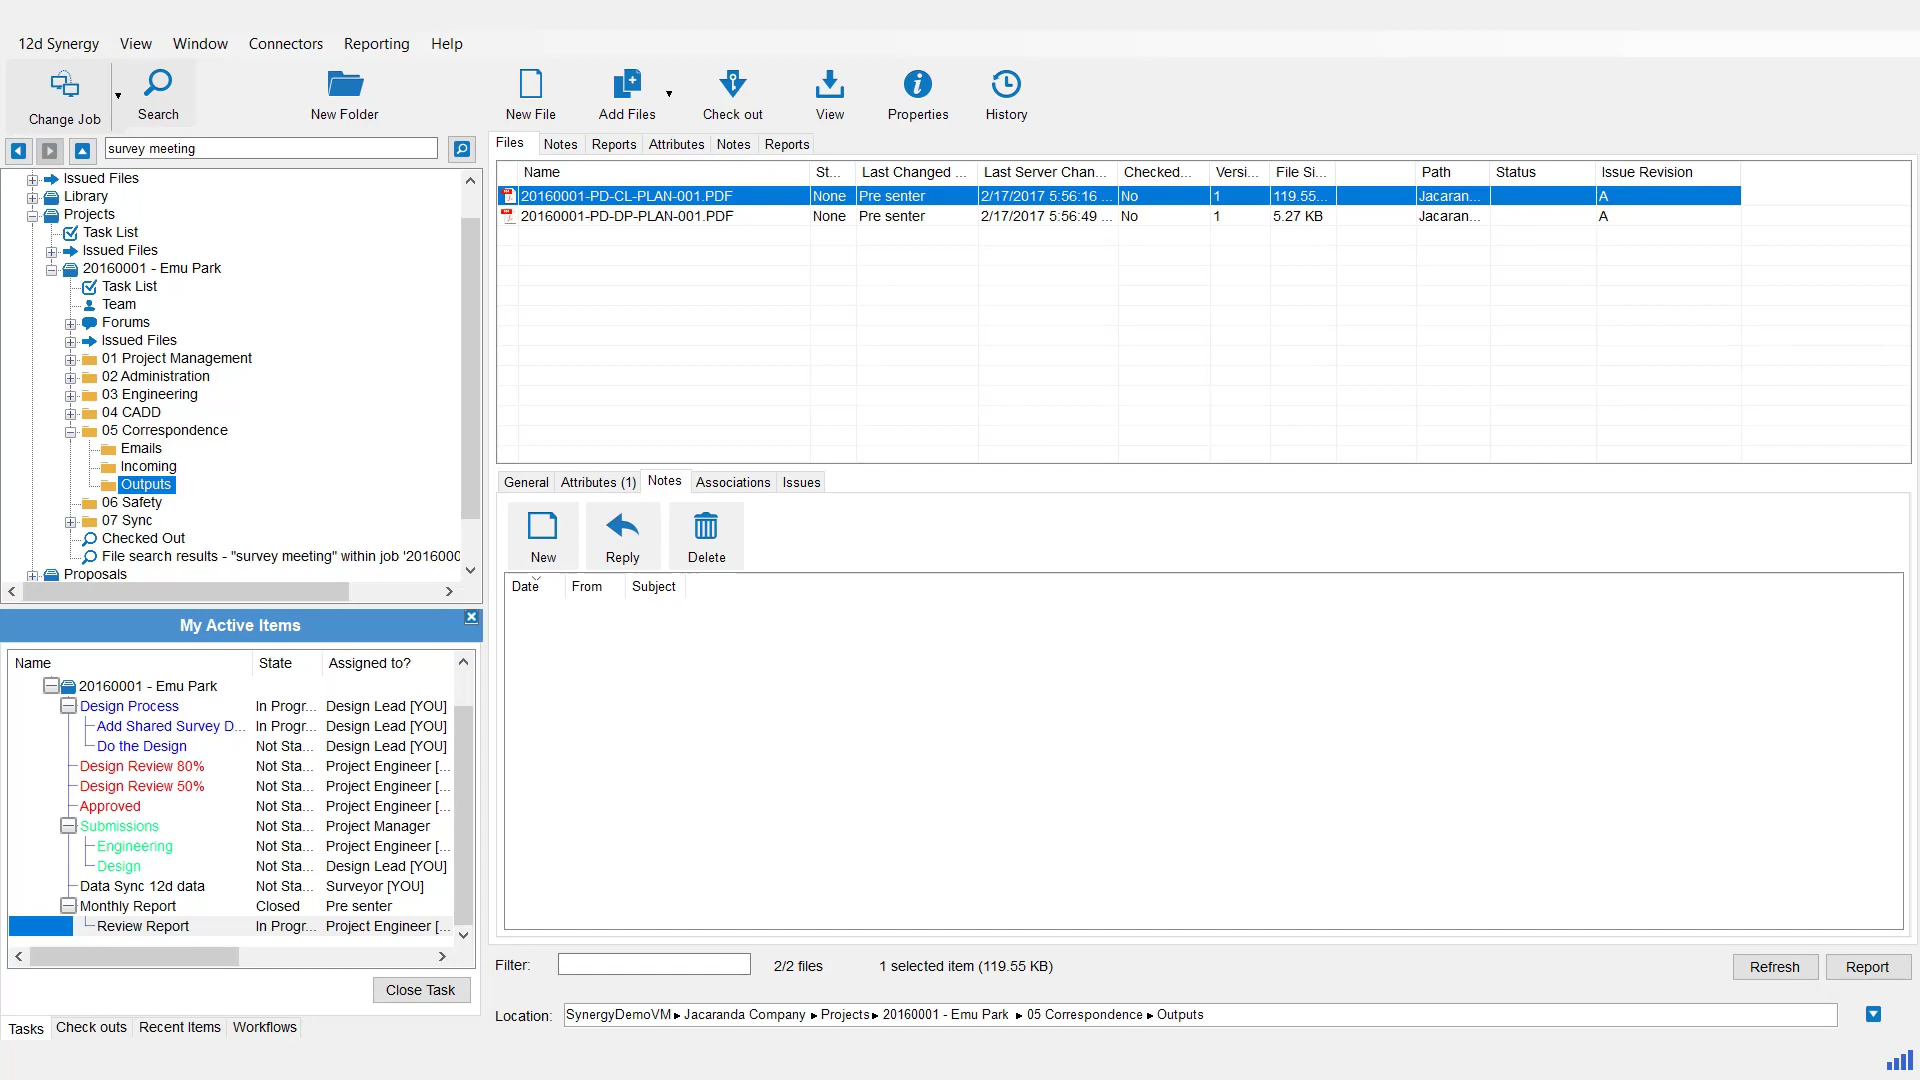 12d Synergy View Window Connectors Reporting Help
Change Job Search New Folder New File Add Files Check out View Properties History
survey meeting
Files Notes Reports Attributes Notes Reports
Name St... Last Changed ... Last Server Chan... Checked... Versi... File Si... Path Status Issue Revision
20160001-PD-CL-PLAN-001.PDF None Pre senter 2/17/2017 5:56:16 ... No 1 119.55... Jacaran... A
20160001-PD-DP-PLAN-001.PDF None Pre senter 2/17/2017 5:56:49 ... No 1 5.27 KB Jacaran... A
Issued Files
Library
Projects
Task List
Issued Files
20160001 - Emu Park
Task List
Team
Forums
Issued Files
01 Project Management
02 Administration
03 Engineering
04 CADD
05 Correspondence
Emails
Incoming
Outputs
06 Safety
07 Sync
Checked Out
File search results - "survey meeting" within job '201600
Proposals
General Attributes (1) Notes Associations Issues
New Reply Delete
Date From Subject
My Active Items
Name State Assigned to?
20160001 - Emu Park
Design Process In Progr... Design Lead [YOU]
Add Shared Survey D... In Progr... Design Lead [YOU]
Do the Design Not Sta... Design Lead [YOU]
Design Review 80% Not Sta... Project Engineer [...
Design Review 50% Not Sta... Project Engineer [...
Approved Not Sta... Project Engineer [...
Submissions Not Sta... Project Manager
Engineering Not Sta... Project Engineer [...
Design Not Sta... Design Lead [YOU]
Data Sync 12d data Not Sta... Surveyor [YOU]
Monthly Report Closed Pre senter
Review Report In Progr... Project Engineer [...
Close Task
Tasks Check outs Recent Items Workflows
Filter: 2/2 files 1 selected item (119.55 KB) Refresh Report
Location: SynergyDemoVM Jacaranda Company Projects 20160001 - Emu Park 05 Correspondence Outputs